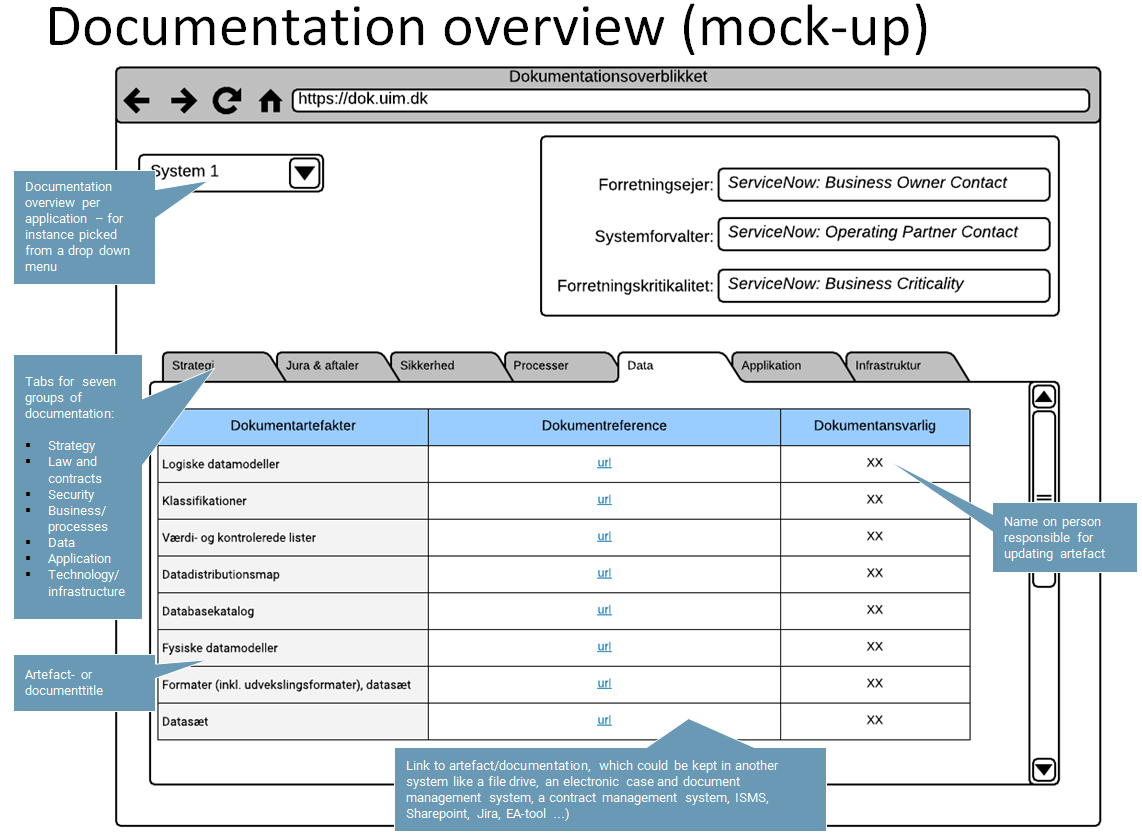 Documentation overview (mock-up)
Dokumentationsoverblikket
https://dok.uim.dk
System 1
Forretningsejer: ServiceNow: Business Owner Contact
Systemforvalter: ServiceNow: Operating Partner Contact
Forretningskritikalitet: ServiceNow: Business Criticality
Documentation
overview per
application – for
instance picked
from a drop down
menu
Strategi Jura & aftaler Sikkerhed Processer Data Applikation Infrastruktur
Tabs for seven
groups of
documentation:
▪ Strategy
▪ Law and
contracts
▪ Security
▪ Business/
processes
▪ Data
▪ Application
▪ Technology/
infrastructure
Dokumentartefakter Dokumentreference Dokumentansvarlig
Logiske datamodeller url XX
Klassifikationer url XX
Værdi- og kontrolerede lister url XX
Datadistributionsmap url XX
Databasekatalog url XX
Fysiske datamodeller url XX
Formater (inkl. udvekslingsformater), datasæt url XX
Datasæt url XX
Name on person
responsible for
updating artefact
Artefact- or
documenttitle
Link to artefact/documentation, which could be kept in another
system like a file drive, an electronic case and document
management system, a contract management system, ISMS,
Sharepoint, Jira, EA-tool ...)